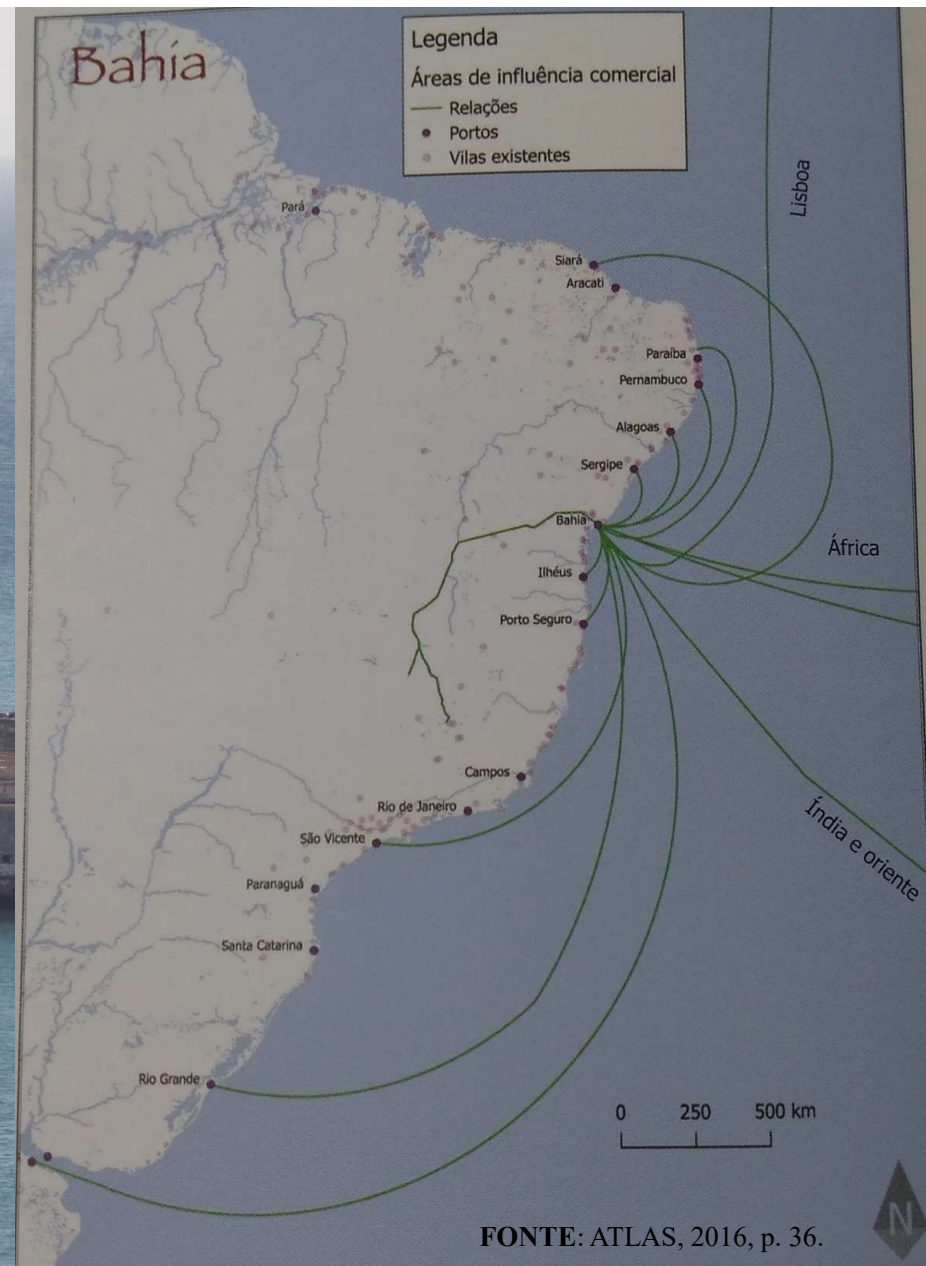 Bahia
Legenda
Áreas de influência comercial
Relações
Portos
Vilas existentes
Lisboa
Pará
Siará
Aracati
Paraíba
Pernambuco
Alagoas
Sergipe
Bahia
África
Ilhéus
Porto Seguro
Campos
Rio de Janeiro
Índia e oriente
São Vicente
Paranaguá
Santa Catarina
Rio Grande
0 250 500 km
FONTE: ATLAS, 2016, p. 36.
N